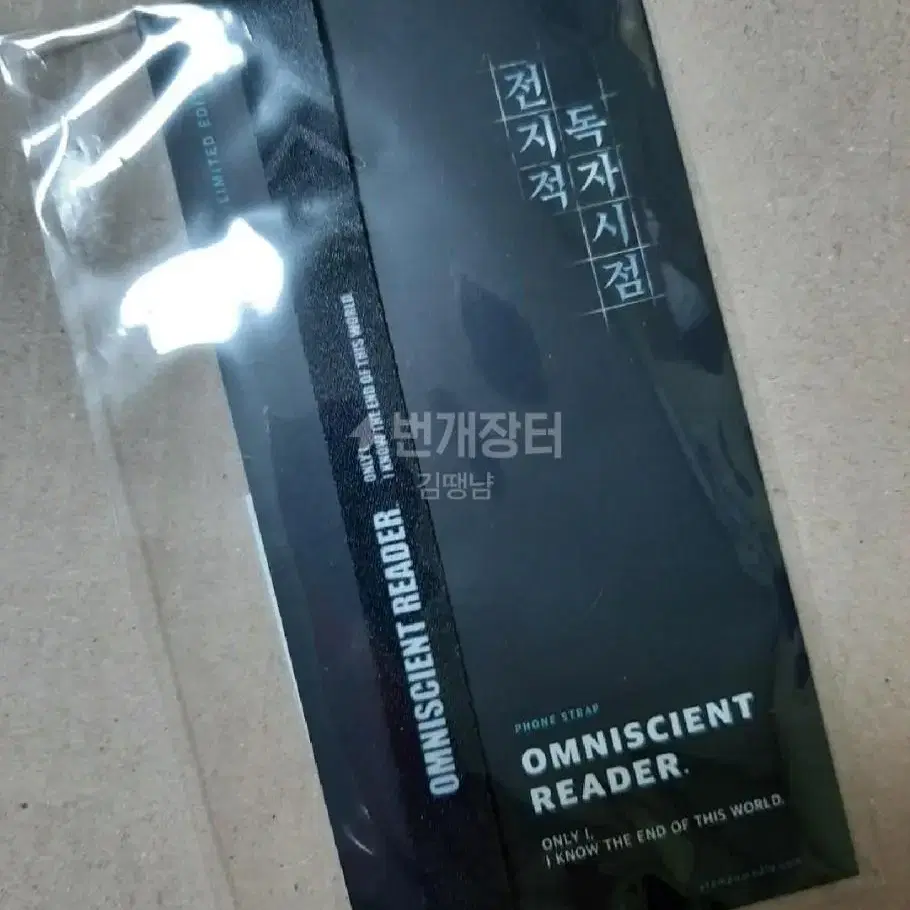 전지적
독자시점
LIMITED EDI
ONLY I,
I KNOW THE END OF THIS WORLD
OMNISCIENT READER
번개장터
김땡냠
PHONE STRAP
OMNISCIENT
READER.
ONLY I,
I KNOW THE END OF THIS WORLD.